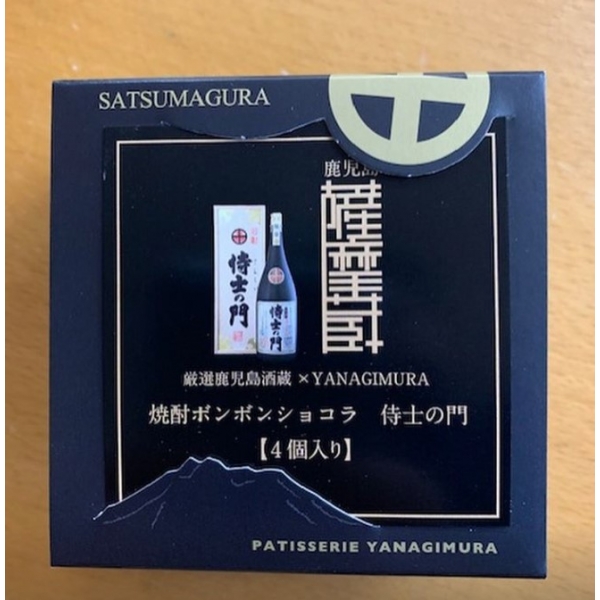 SATSUMAGURA
鹿児島
薩摩蔵
侍士の門
侍士の門
厳選鹿児島酒蔵×YANAGIMURA
焼酎ボンボンショコラ 侍士の門
【4個入り】
PATISSERIE YANAGIMURA